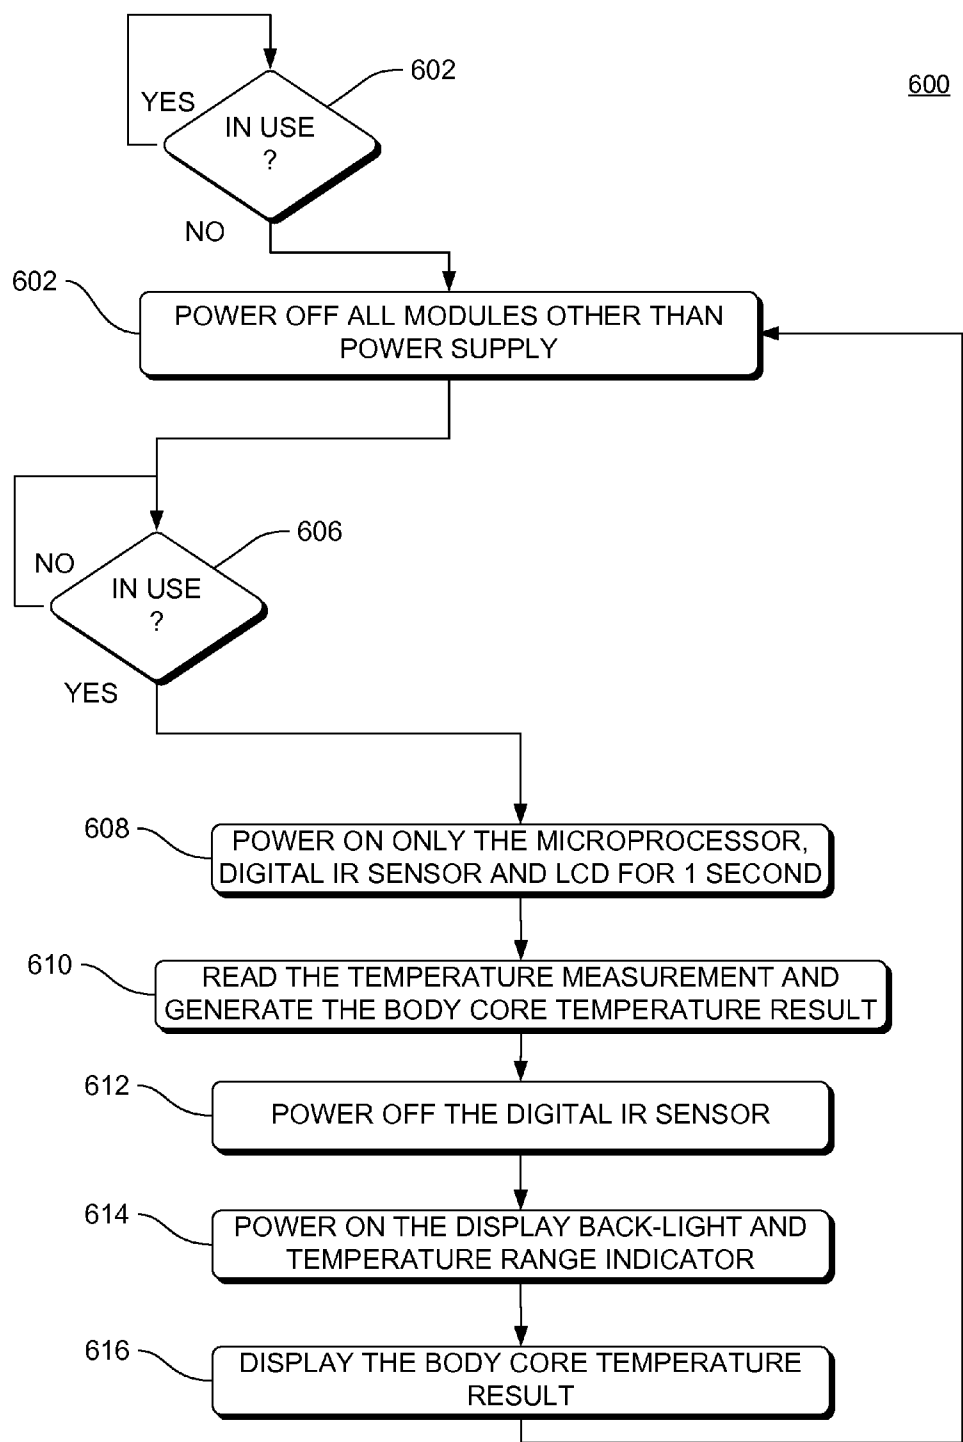 602
600
YES
IN USE
?
NO
602
POWER OFF ALL MODULES OTHER THAN
POWER SUPPLY
606
NO
IN USE
?
YES
608
POWER ON ONLY THE MICROPROCESSOR,
DIGITAL IR SENSOR AND LCD FOR 1 SECOND
610
READ THE TEMPERATURE MEASUREMENT AND
GENERATE THE BODY CORE TEMPERATURE RESULT
612
POWER OFF THE DIGITAL IR SENSOR
614
POWER ON THE DISPLAY BACK-LIGHT AND
TEMPERATURE RANGE INDICATOR
616
DISPLAY THE BODY CORE TEMPERATURE
RESULT